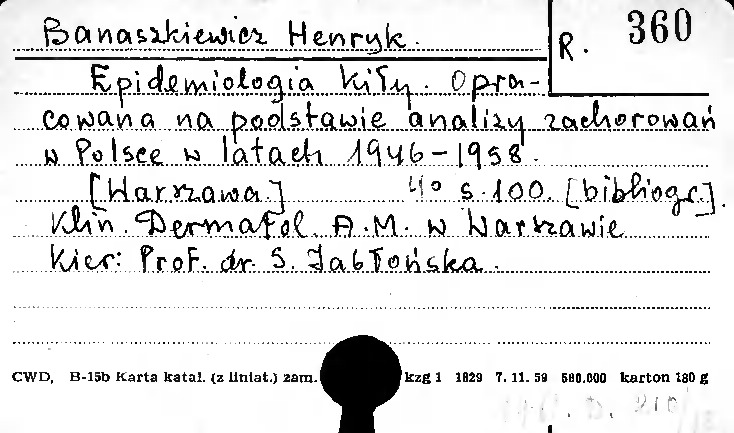 Banaszkiewicz Henryk.
R. 360
Epidemiologia kiły. Opra-
cowana na podstawie analizy zachorowań
w Polsce w latach 1946-1958.
[Warszawa.] 4° s. 100. [bibliogr.].
Klin. Dermatol. A.M. w Warszawie
Kier: Prof. dr. S. Jabłońska.
CWD, B-15b Karta katal. (z liniat.) zam. kzg 1 1829 7. 11. 59 580.000 karton 180 g